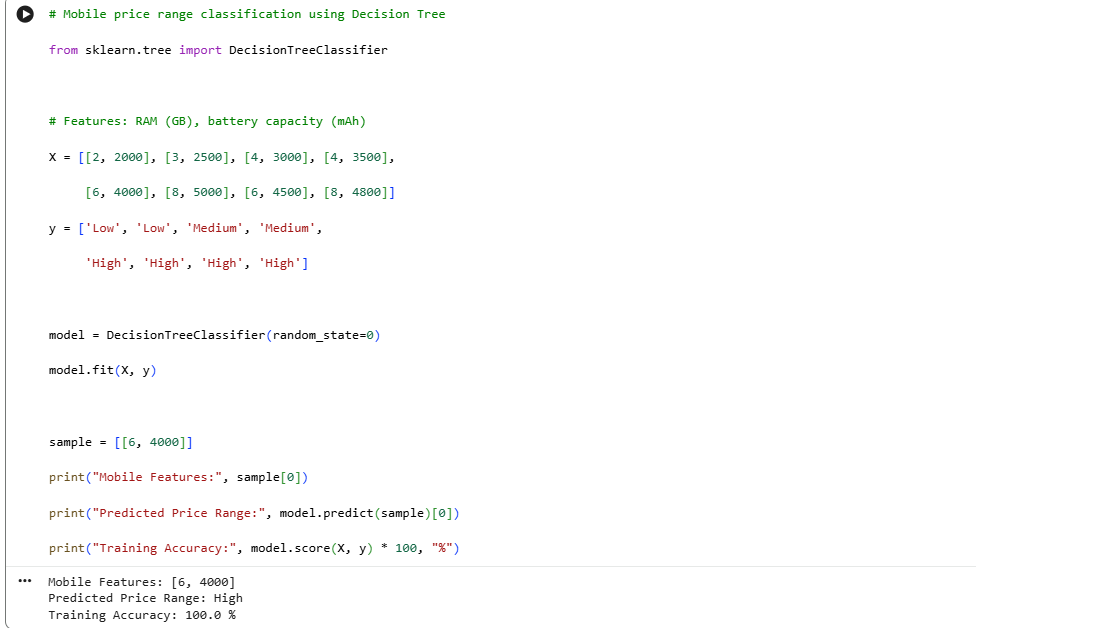 # Mobile price range classification using Decision Tree
from sklearn.tree import DecisionTreeClassifier
# Features: RAM (GB), battery capacity (mAh)
X = [[2, 2000], [3, 2500], [4, 3000], [4, 3500],
[6, 4000], [8, 5000], [6, 4500], [8, 4800]]
y = ['Low', 'Low', 'Medium', 'Medium',
'High', 'High', 'High', 'High']
model = DecisionTreeClassifier(random_state=0)
model.fit(X, y)
sample = [[6, 4000]]
print("Mobile Features:", sample[0])
print("Predicted Price Range:", model.predict(sample)[0])
print("Training Accuracy:", model.score(X, y) * 100, "%")
Mobile Features: [6, 4000]
Predicted Price Range: High
Training Accuracy: 100.0 %